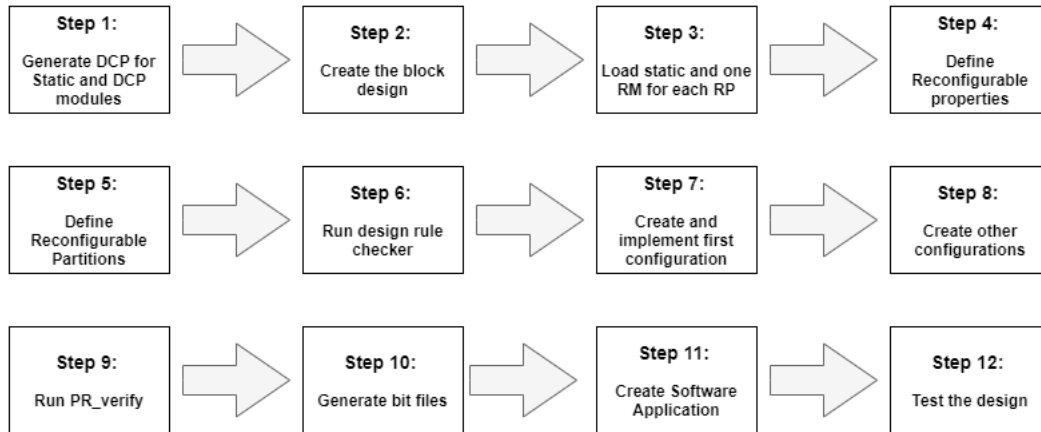 Step 1:
Generate DCP for
Static and DCP
modules
Step 2:
Create the block
design
Step 3:
Load static and one
RM for each RP
Step 4:
Define
Reconfigurable
properties
Step 5:
Define
Reconfigurable
Partitions
Step 6:
Run design rule
checker
Step 7:
Create and
implement first
configuration
Step 8:
Create other
configurations
Step 9:
Run PR_verify
Step 10:
Generate bit files
Step 11:
Create Software
Application
Step 12:
Test the design